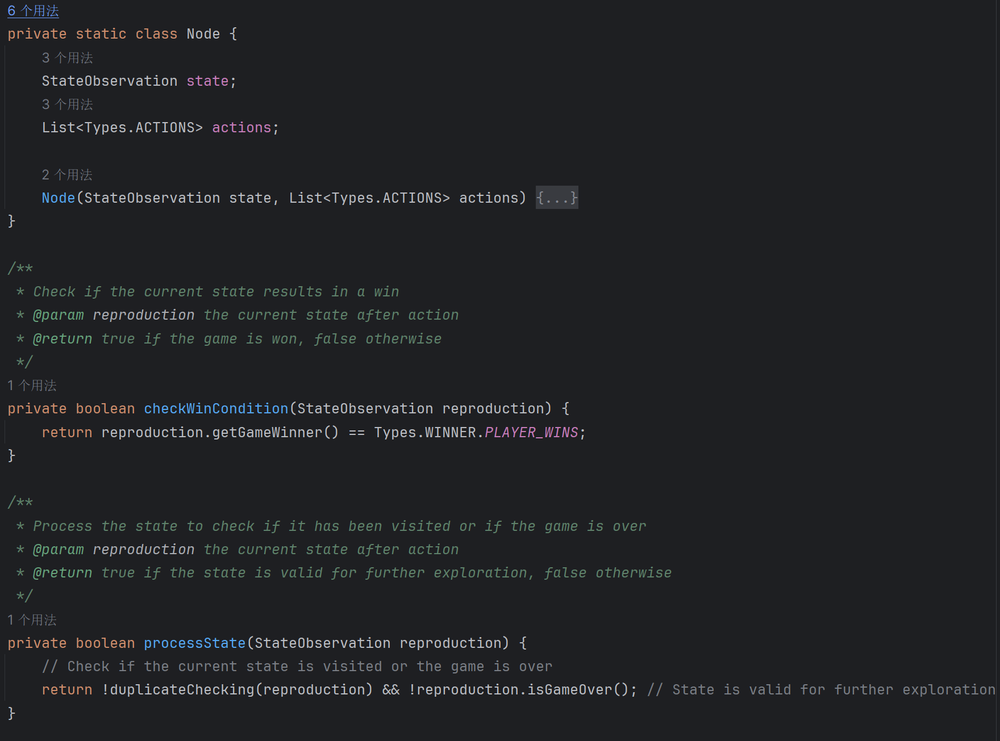 6 个用法
private static class Node {
3 个用法
StateObservation state;
3 个用法
List<Types.ACTIONS> actions;
2 个用法
Node(StateObservation state, List<Types.ACTIONS> actions) {...}
}
/**
* Check if the current state results in a win
* @param reproduction the current state after action
* @return true if the game is won, false otherwise
*/
1 个用法
private boolean checkWinCondition(StateObservation reproduction) {
return reproduction.getGameWinner() == Types.WINNER.PLAYER_WINS;
}
/**
* Process the state to check if it has been visited or if the game is over
* @param reproduction the current state after action
* @return true if the state is valid for further exploration, false otherwise
*/
1 个用法
private boolean processState(StateObservation reproduction) {
// Check if the current state is visited or the game is over
return !duplicateChecking(reproduction) && !reproduction.isGameOver(); // State is valid for further exploration
}